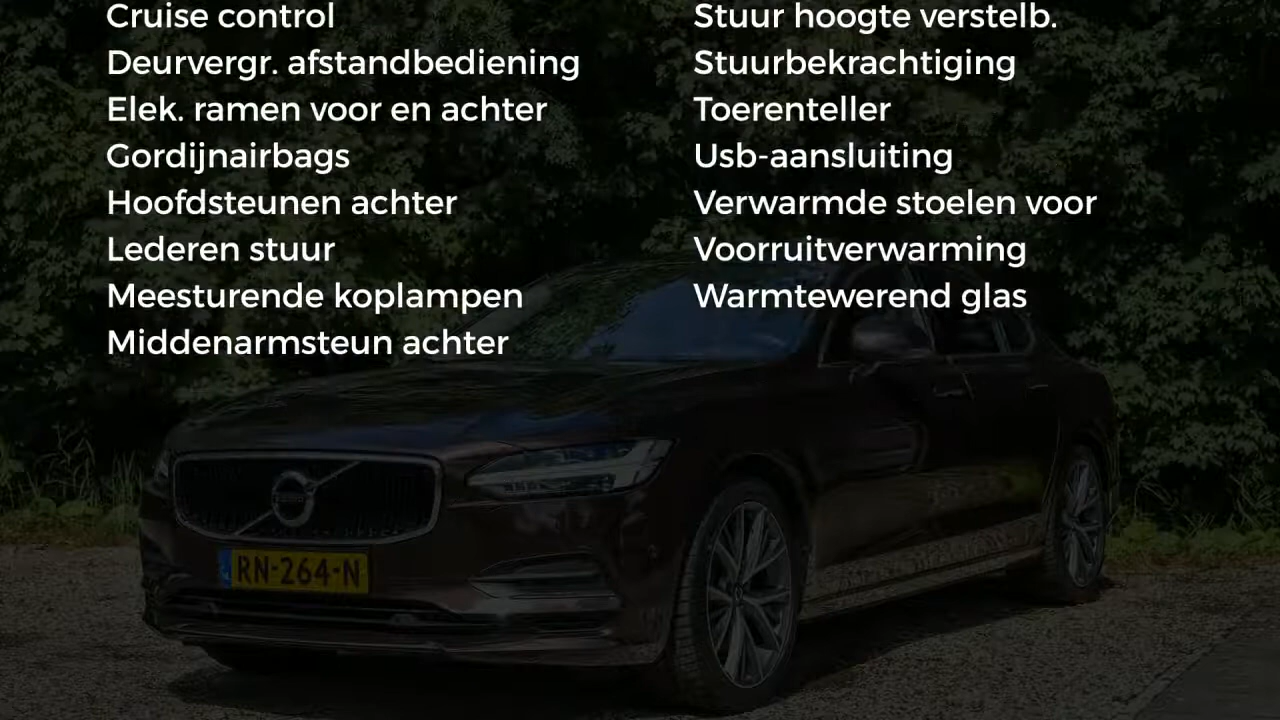 Cruise control
Deurvergr. afstandbediening
Elek. ramen voor en achter
Gordijnairbags
Hoofdsteunen achter
Lederen stuur
Meesturende koplampen
Middenarmsteun achter
Stuur hoogte verstelb.
Stuurbekrachtiging
Toerenteller
Usb-aansluiting
Verwarmde stoelen voor
Voorruitverwarming
Warmtewerend glas
RN-264-N